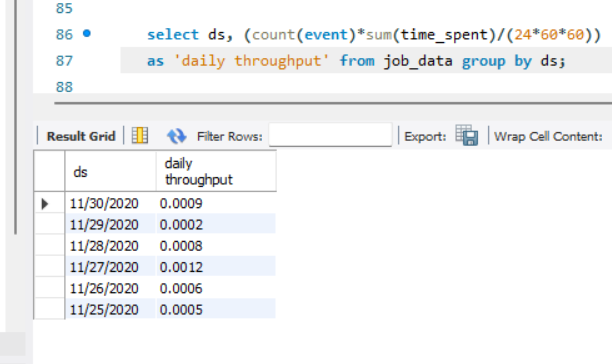 85
86 select ds, (count(event)*sum(time_spent)/(24*60*60))
87 as 'daily throughput' from job_data group by ds;
88
Result Grid Filter Rows: Export: Wrap Cell Content:
ds daily
throughput
11/30/2020 0.0009
11/29/2020 0.0002
11/28/2020 0.0008
11/27/2020 0.0012
11/26/2020 0.0006
11/25/2020 0.0005